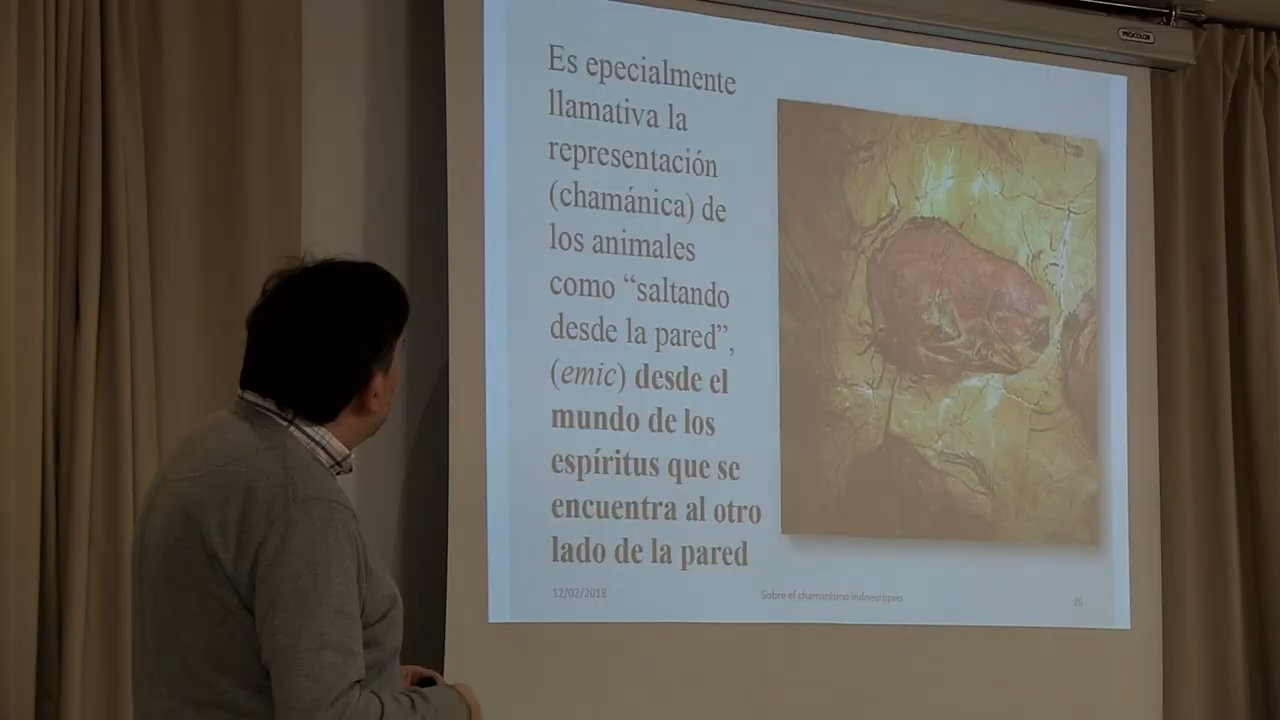 PROCOLOR
Es epecialmente
llamativa la
representación
(chamánica) de
los animales
como “saltando
desde la pared”,
(emic) desde el
mundo de los
espíritus que se
encuentra al otro
lado de la pared
12/02/2018
Sobre el chamanismo indoeuropeo
26